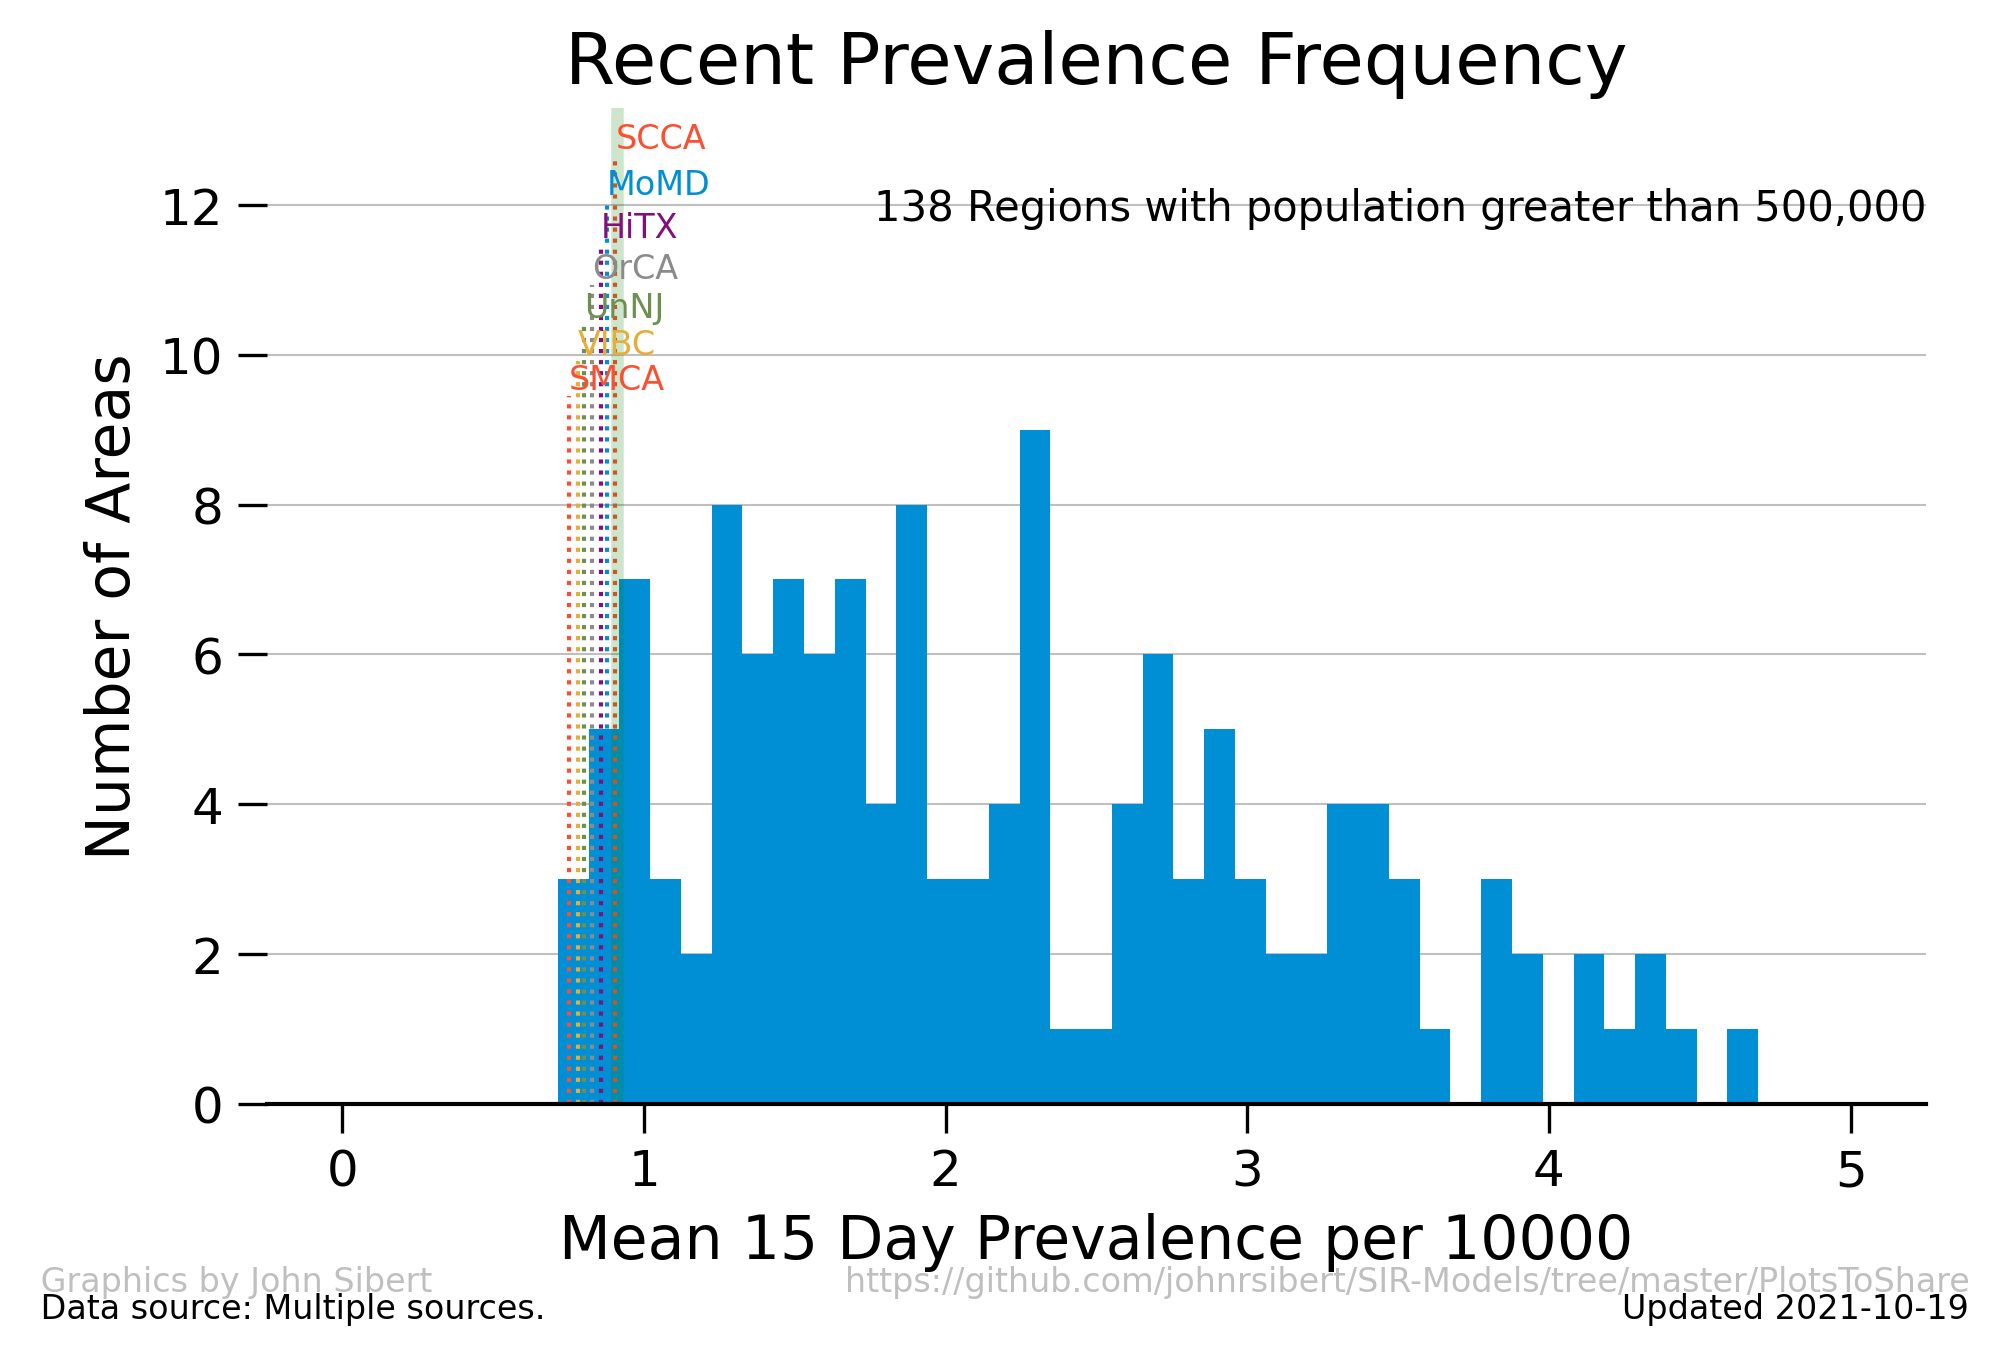 Recent Prevalence Frequency
SCCA
MoMD
HiTX
OrCA
UnNJ
VIBC
SMCA
138 Regions with population greater than 500,000
Number of Areas
12
10
8
6
4
2
0
0 1 2 3 4 5
Mean 15 Day Prevalence per 10000
Graphics by John Sibert
https://github.com/johnrsibert/SIR-Models/tree/master/PlotsToShare
Data source: Multiple sources.
Updated 2021-10-19